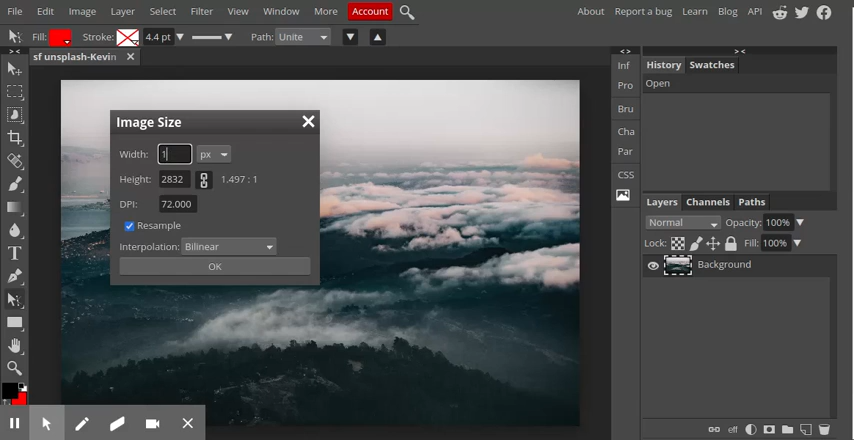 File Edit Image Layer Select Filter View Window More Account About Report a bug Learn Blog API
Fill: Stroke: 4.4 pt Path: Unite
> < < > > <
sf unsplash-Kevin
Inf
Pro
Bru
Cha
Par
CSS
History Swatches
Open
Image Size
Width: 1 px
Height: 2832 1.497 : 1
DPI: 72.000
Resample
Interpolation: Bilinear
OK
Layers Channels Paths
Normal Opacity: 100%
Lock: Fill: 100%
Background
eff